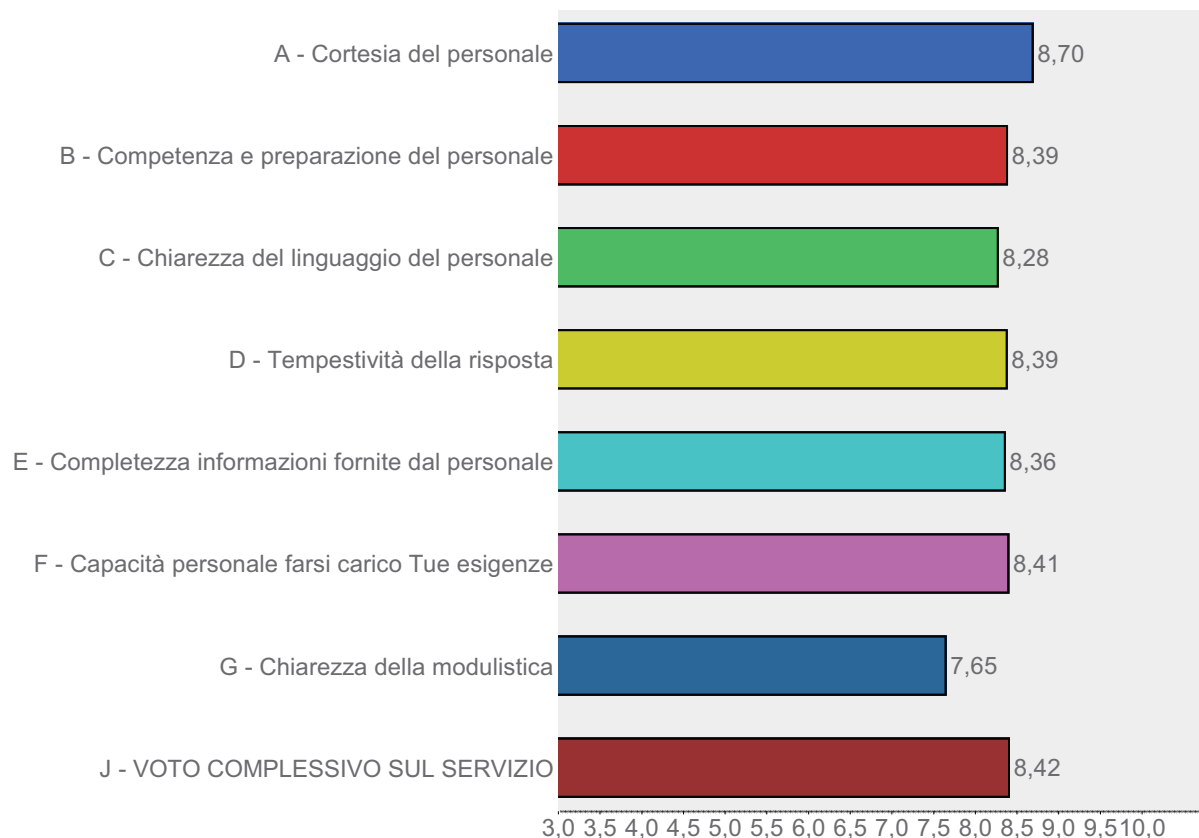 A - Cortesia del personale 8,70
B - Competenza e preparazione del personale 8,39
C - Chiarezza del linguaggio del personale 8,28
D - Tempestività della risposta 8,39
E - Completezza informazioni fornite dal personale 8,36
F - Capacità personale farsi carico Tue esigenze 8,41
G - Chiarezza della modulistica 7,65
J - VOTO COMPLESSIVO SUL SERVIZIO 8,42
3,0 3,5 4,0 4,5 5,0 5,5 6,0 6,5 7,0 7,5 8,0 8,5 9,0 9,5 10,0